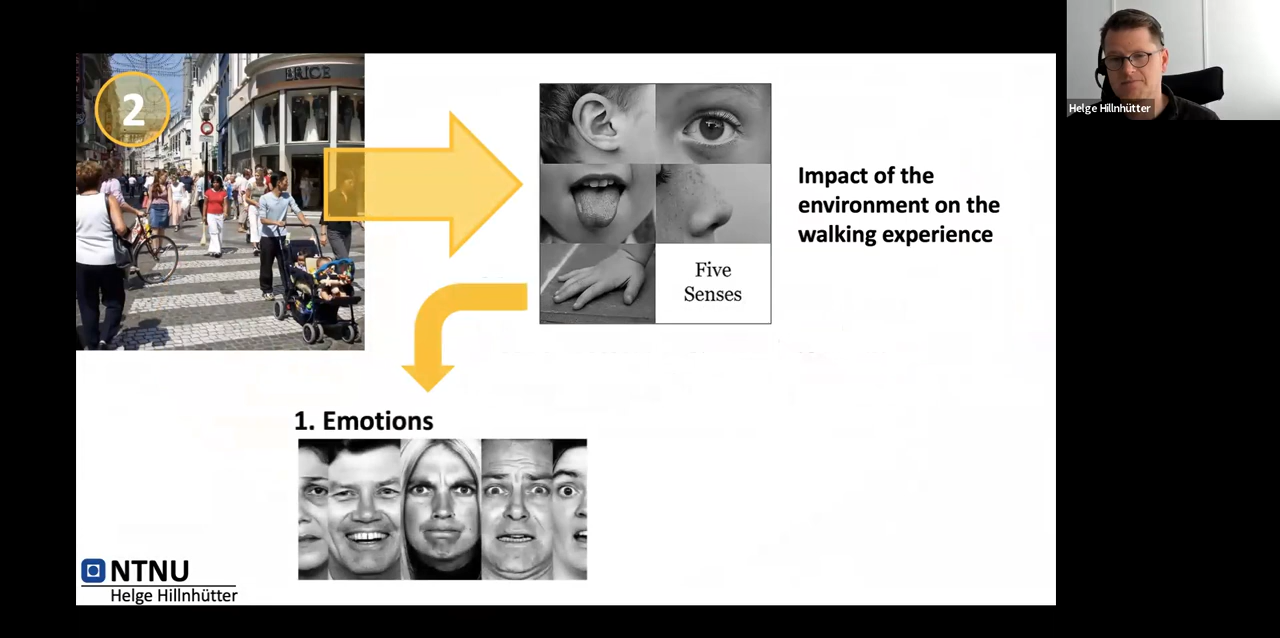 2
BRICE
Five
Senses
Impact of the
environment on the
walking experience
1. Emotions
NTNU
Helge Hillnhütter
Helge Hillnhütter